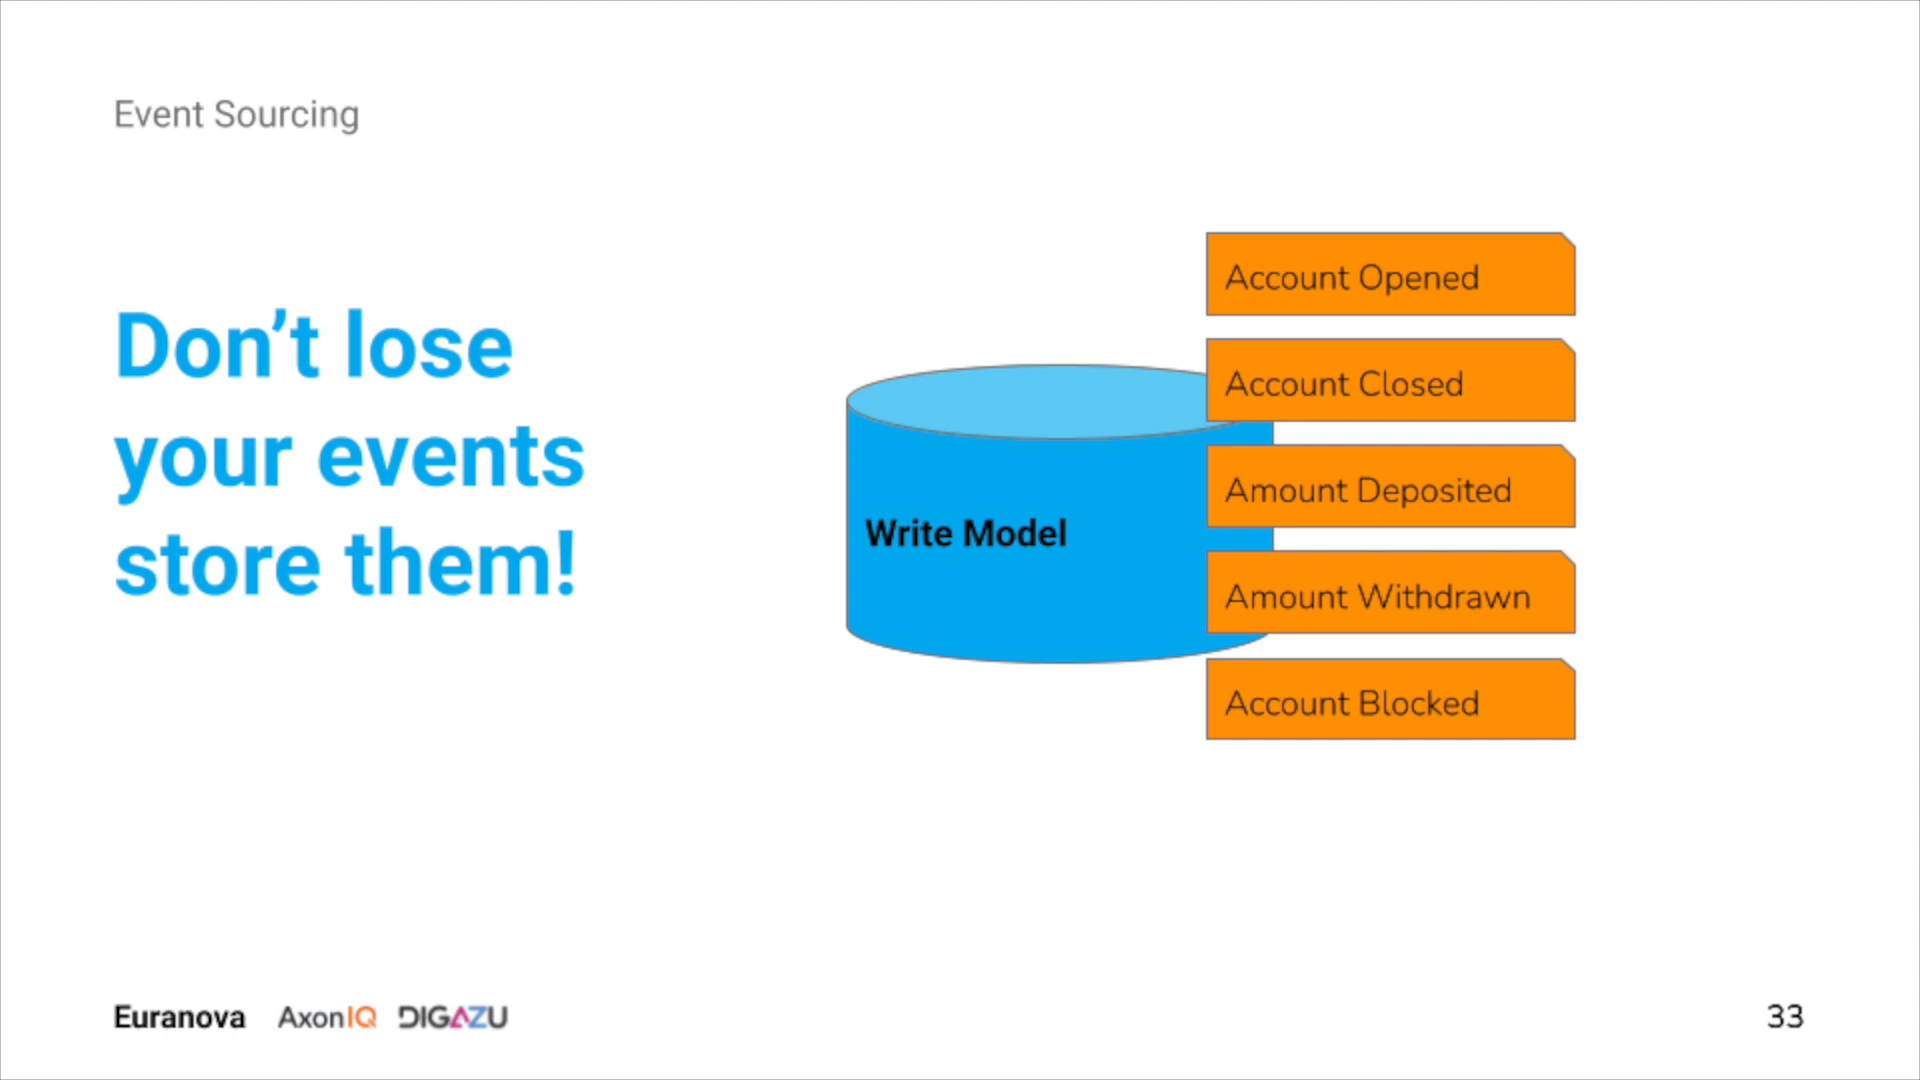 Event Sourcing
Don’t lose
your events
store them!
Account Opened
Account Closed
Amount Deposited
Write Model
Amount Withdrawn
Account Blocked
Euranova AxonIQ DIGAZU
33